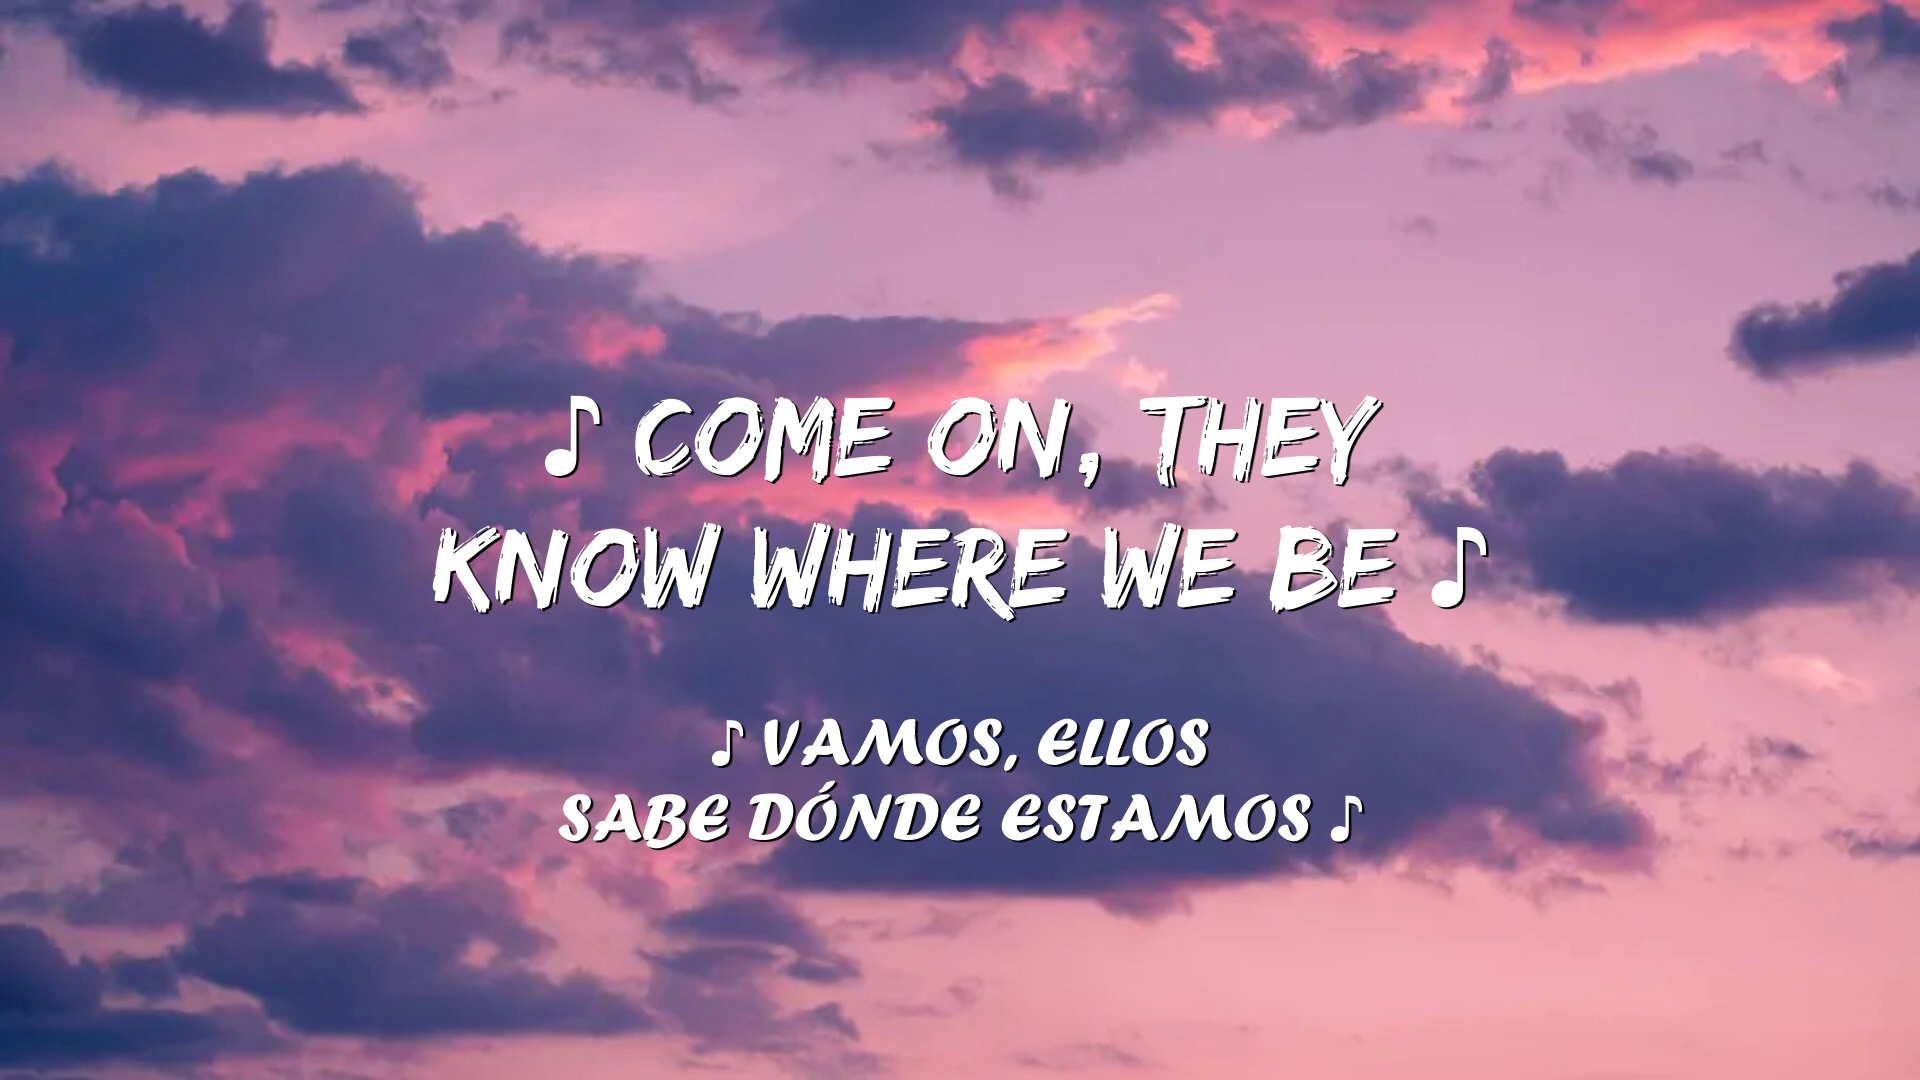 ♪ COME ON, THEY
KNOW WHERE WE BE ♪
♪ VAMOS, ELLOS
SABE DÓNDE ESTAMOS ♪